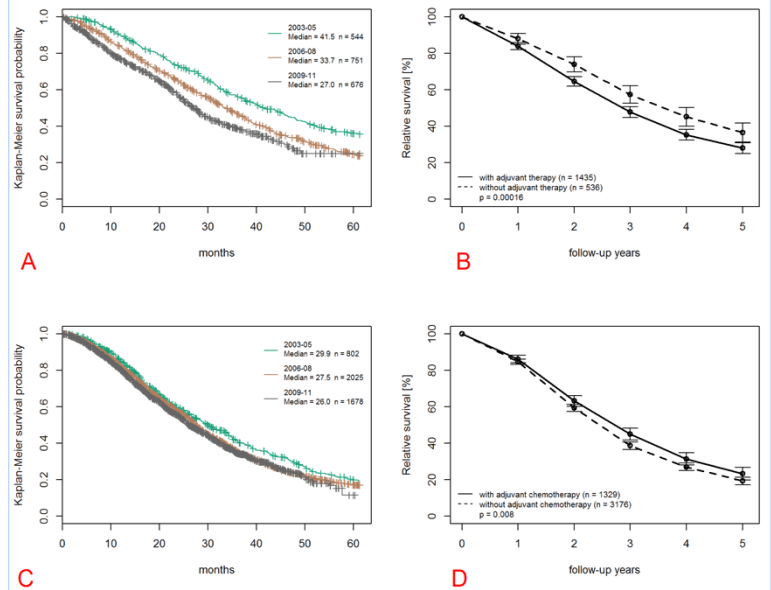 Kaplan-Meier survival probability
1.0
0.8
0.6
0.4
0.2
0.0
2003-05
Median = 41.5 n = 544
2006-08
Median = 33.7 n = 751
2009-11
Median = 27.0 n = 676
0 10 20 30 40 50 60
months
A
Relative survival [%]
100
80
60
40
20
0
with adjuvant therapy (n = 1435)
without adjuvant therapy (n = 536)
p = 0.00016
0 1 2 3 4 5
follow-up years
B
Kaplan-Meier survival probability
1.0
0.8
0.6
0.4
0.2
0.0
2003-05
Median = 29.9 n = 802
2006-08
Median = 27.5 n = 2025
2009-11
Median = 26.0 n = 1678
0 10 20 30 40 50 60
months
C
Relative survival [%]
100
80
60
40
20
0
with adjuvant chemotherapy (n = 1329)
without adjuvant chemotherapy (n = 3176)
p = 0.008
0 1 2 3 4 5
follow-up years
D